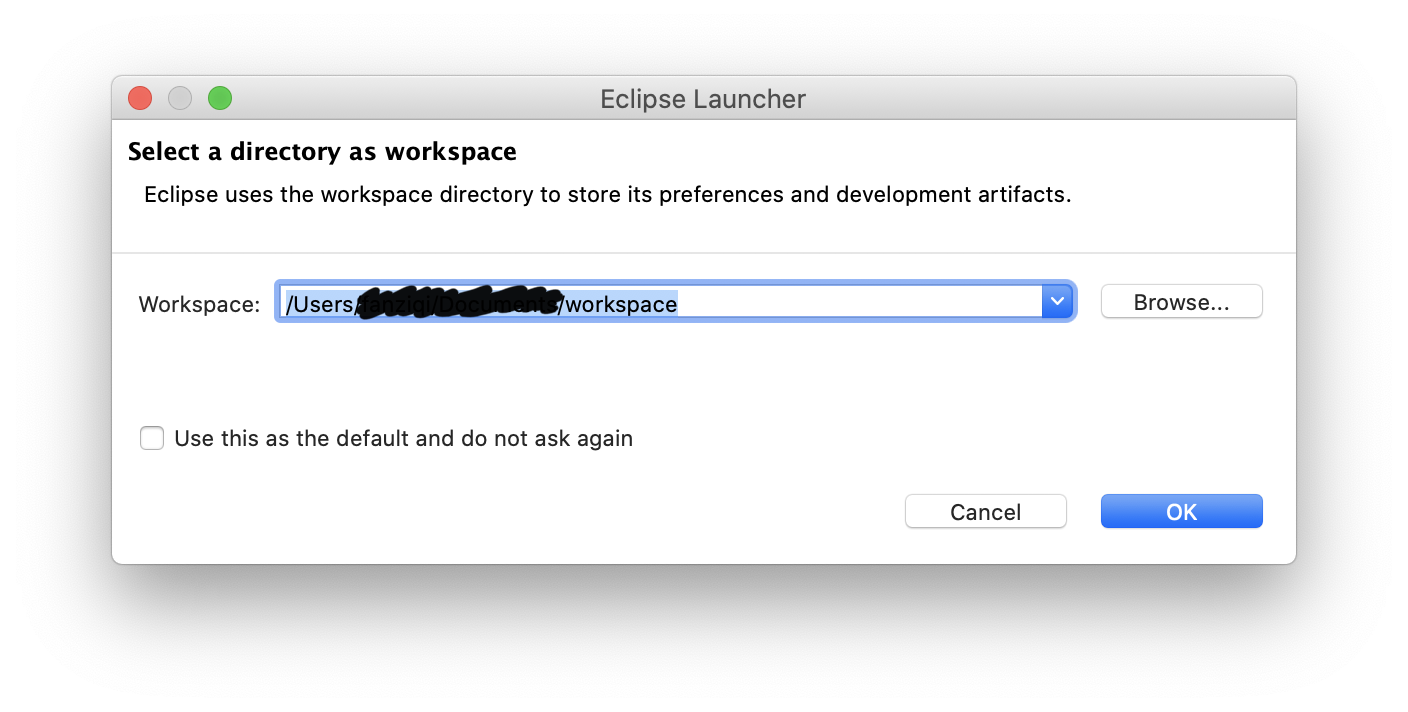 Eclipse Launcher
Select a directory as workspace
Eclipse uses the workspace directory to store its preferences and development artifacts.
Workspace: /Users/ /workspace Browse...
Use this as the default and do not ask again
Cancel OK